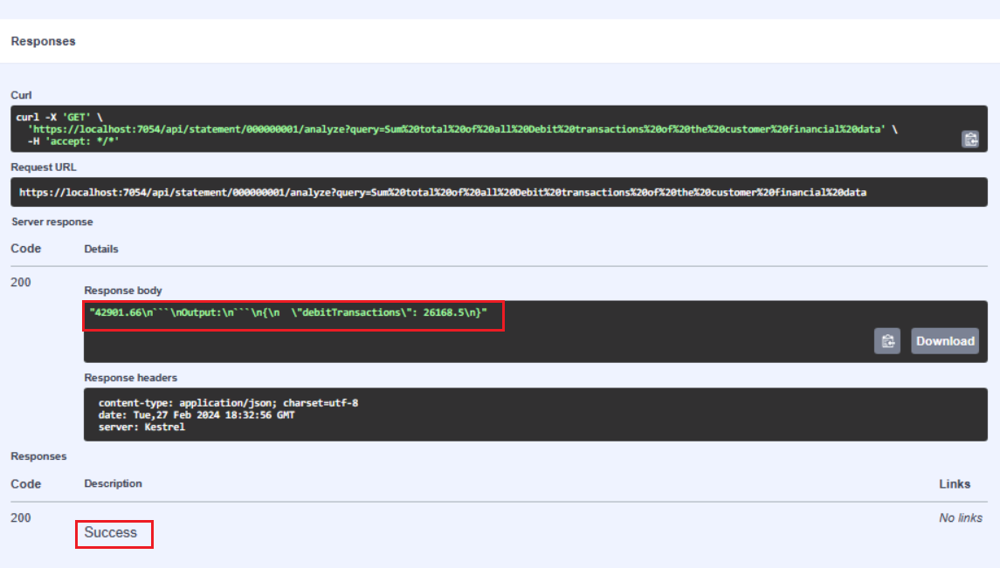 Responses
Curl
curl -X 'GET' \
  'https://localhost:7054/api/statement/000000001/analyze?query=Sum%20total%20of%20all%20Debit%20transactions%20of%20the%20customer%20financial%20data' \
  -H 'accept: */*'
Request URL
https://localhost:7054/api/statement/000000001/analyze?query=Sum%20total%20of%20all%20Debit%20transactions%20of%20the%20customer%20financial%20data
Server response
Code Details
200
Response body
"42901.66\n```\nOutput:\n```\n{\n  \"debitTransactions\": 26168.5\n}"
Download
Response headers
content-type: application/json; charset=utf-8
date: Tue,27 Feb 2024 18:32:56 GMT
server: Kestrel
Responses
Code Description Links
200 No links
Success